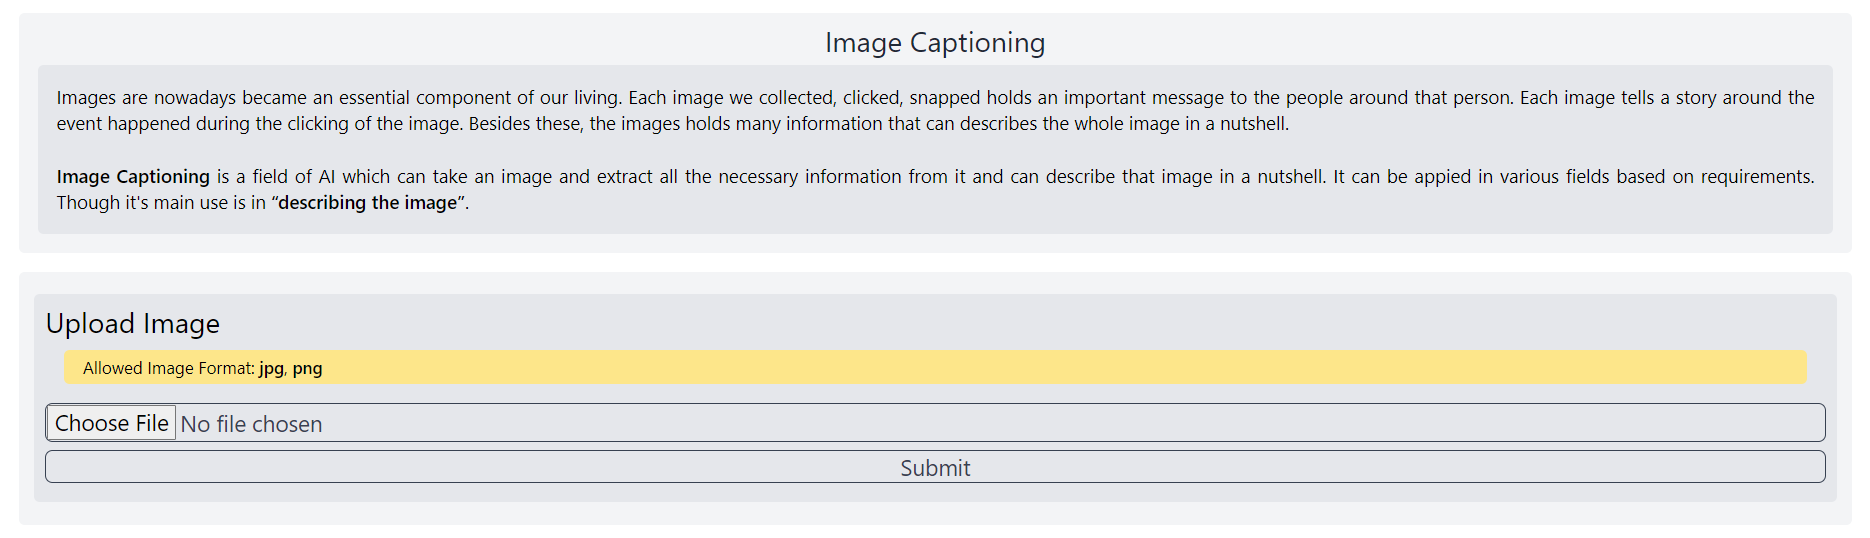 Image Captioning
Images are nowadays became an essential component of our living. Each image we collected, clicked, snapped holds an important message to the people around that person. Each image tells a story around the
event happened during the clicking of the image. Besides these, the images holds many information that can describes the whole image in a nutshell.
Image Captioning is a field of AI which can take an image and extract all the necessary information from it and can describe that image in a nutshell. It can be appied in various fields based on requirements.
Though it's main use is in “describing the image”.
Upload Image
Allowed Image Format: jpg, png
Choose File No file chosen
Submit